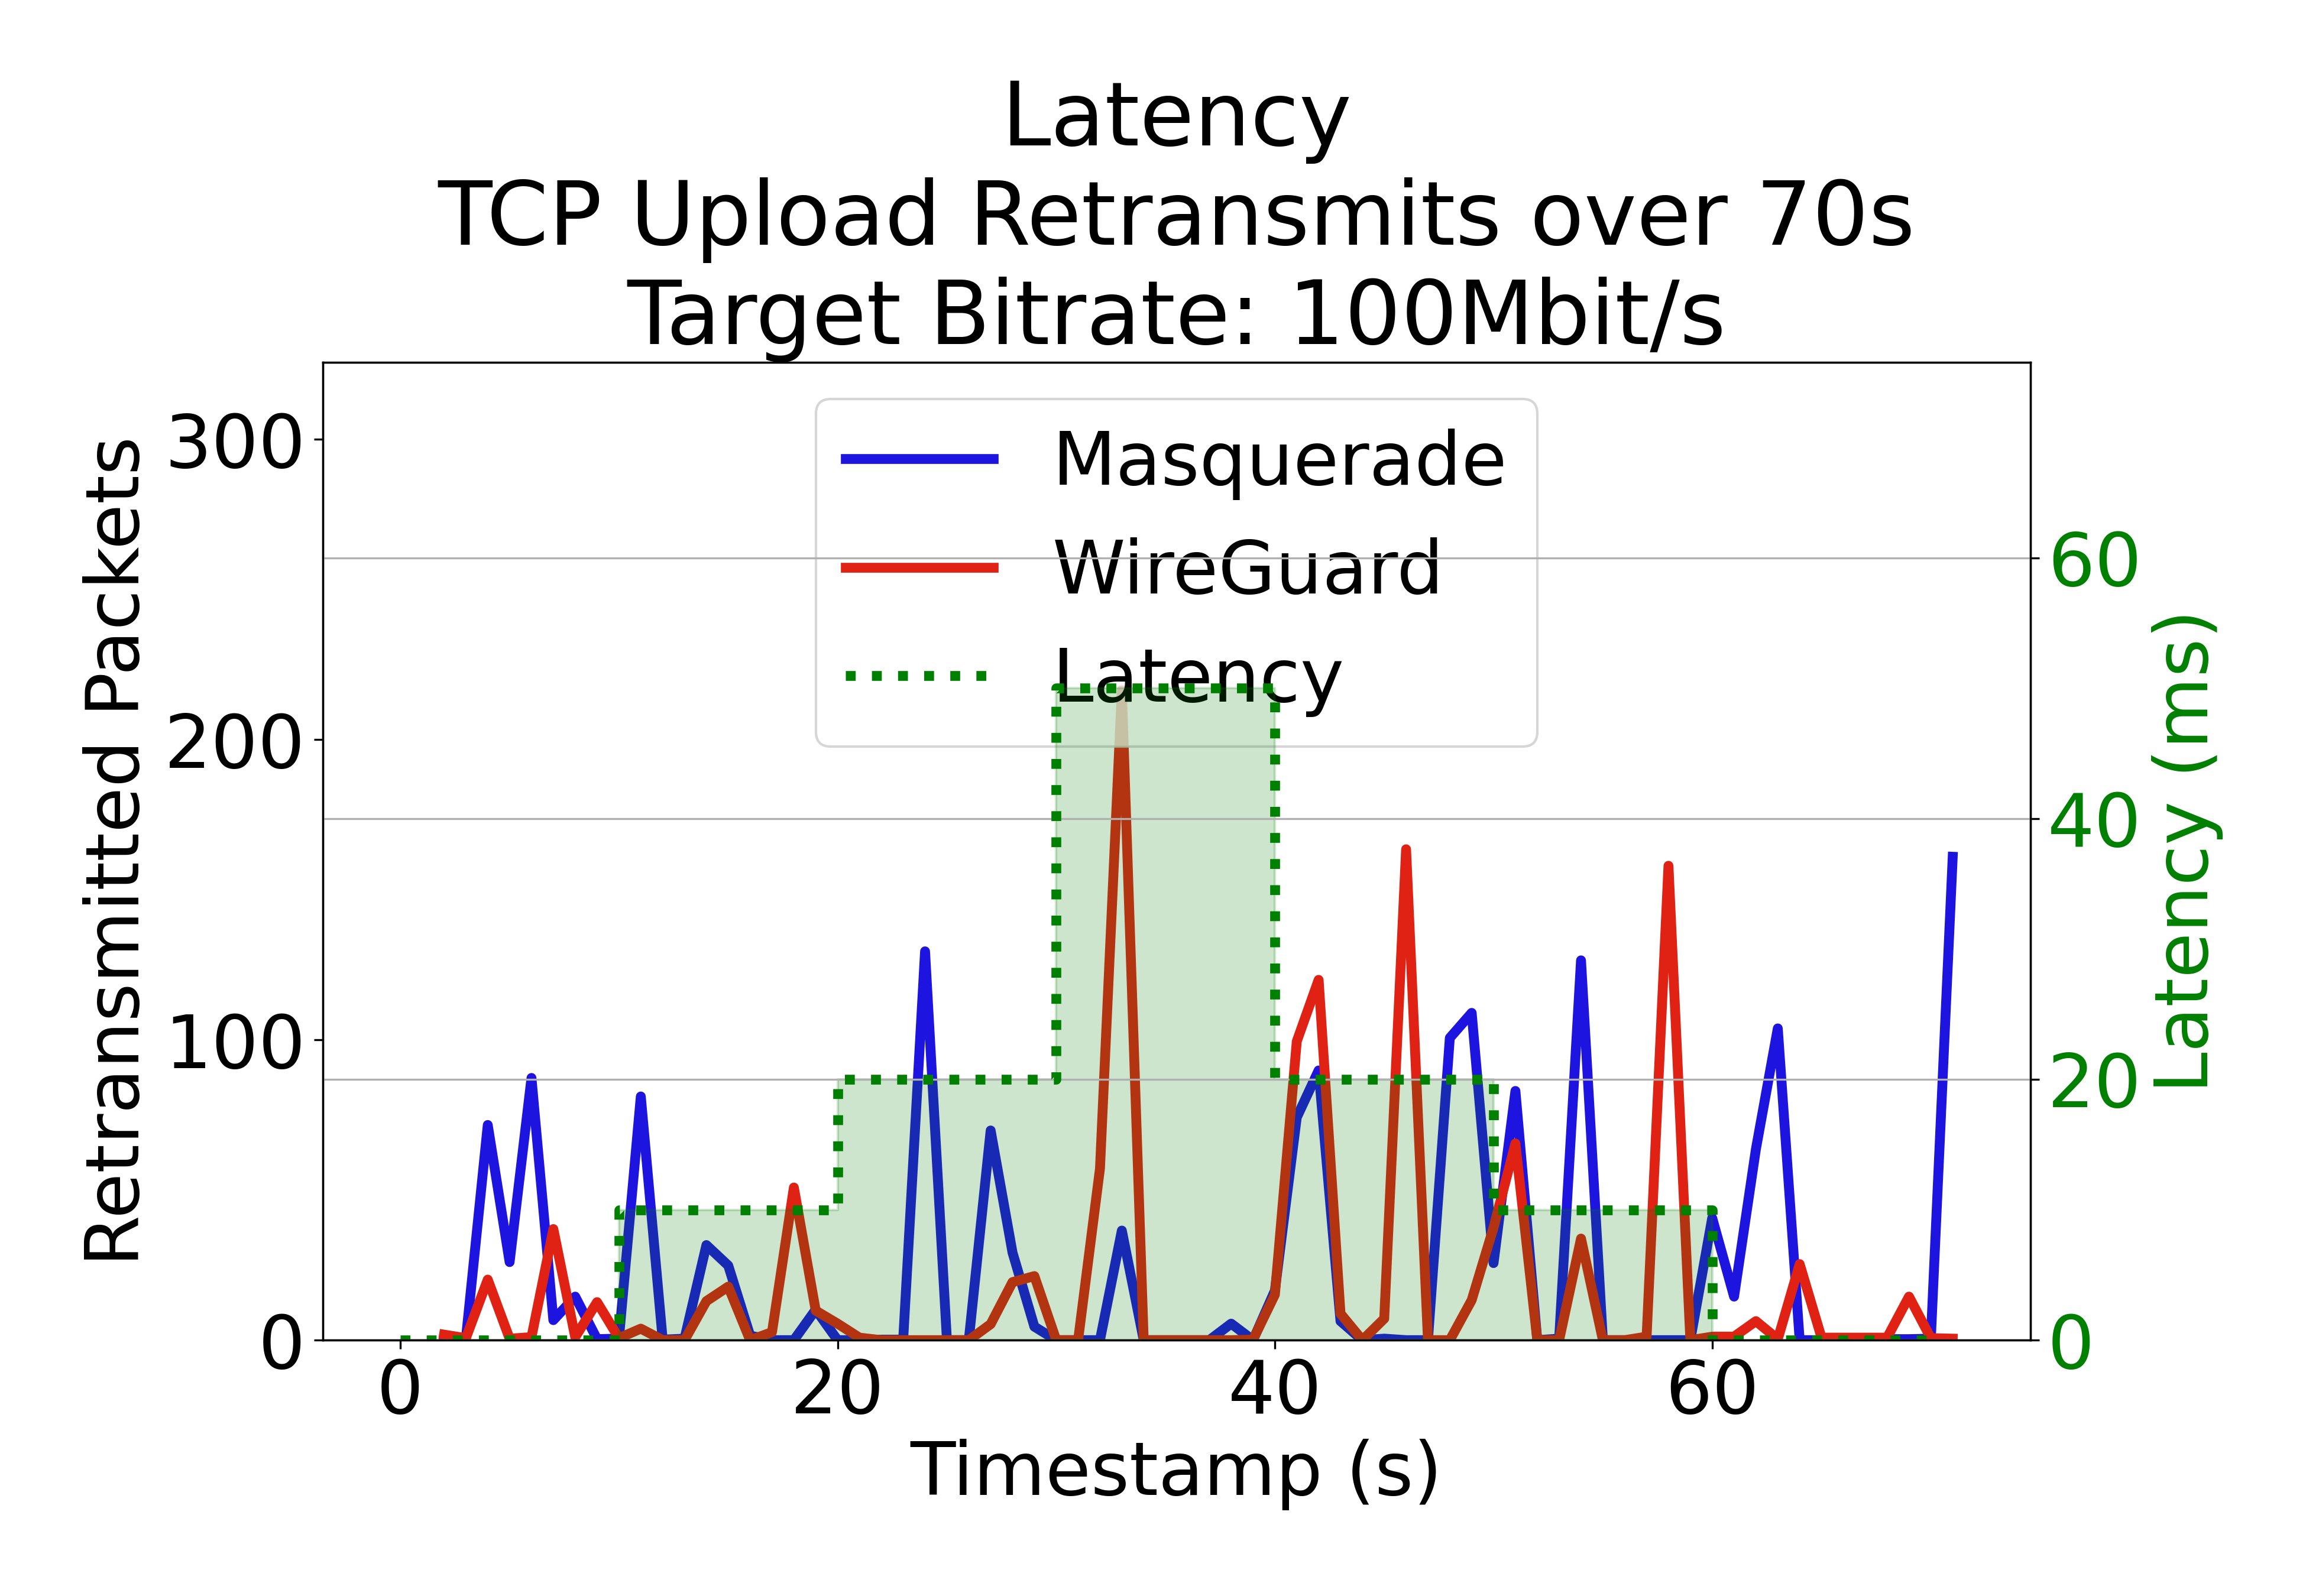 Latency
TCP Upload Retransmits over 70s
Target Bitrate: 100Mbit/s
Retransmitted Packets
300
200
100
0
Masquerade
WireGuard
Latency
60
40
20
0
Latency (ms)
0
20
40
60
Timestamp (s)